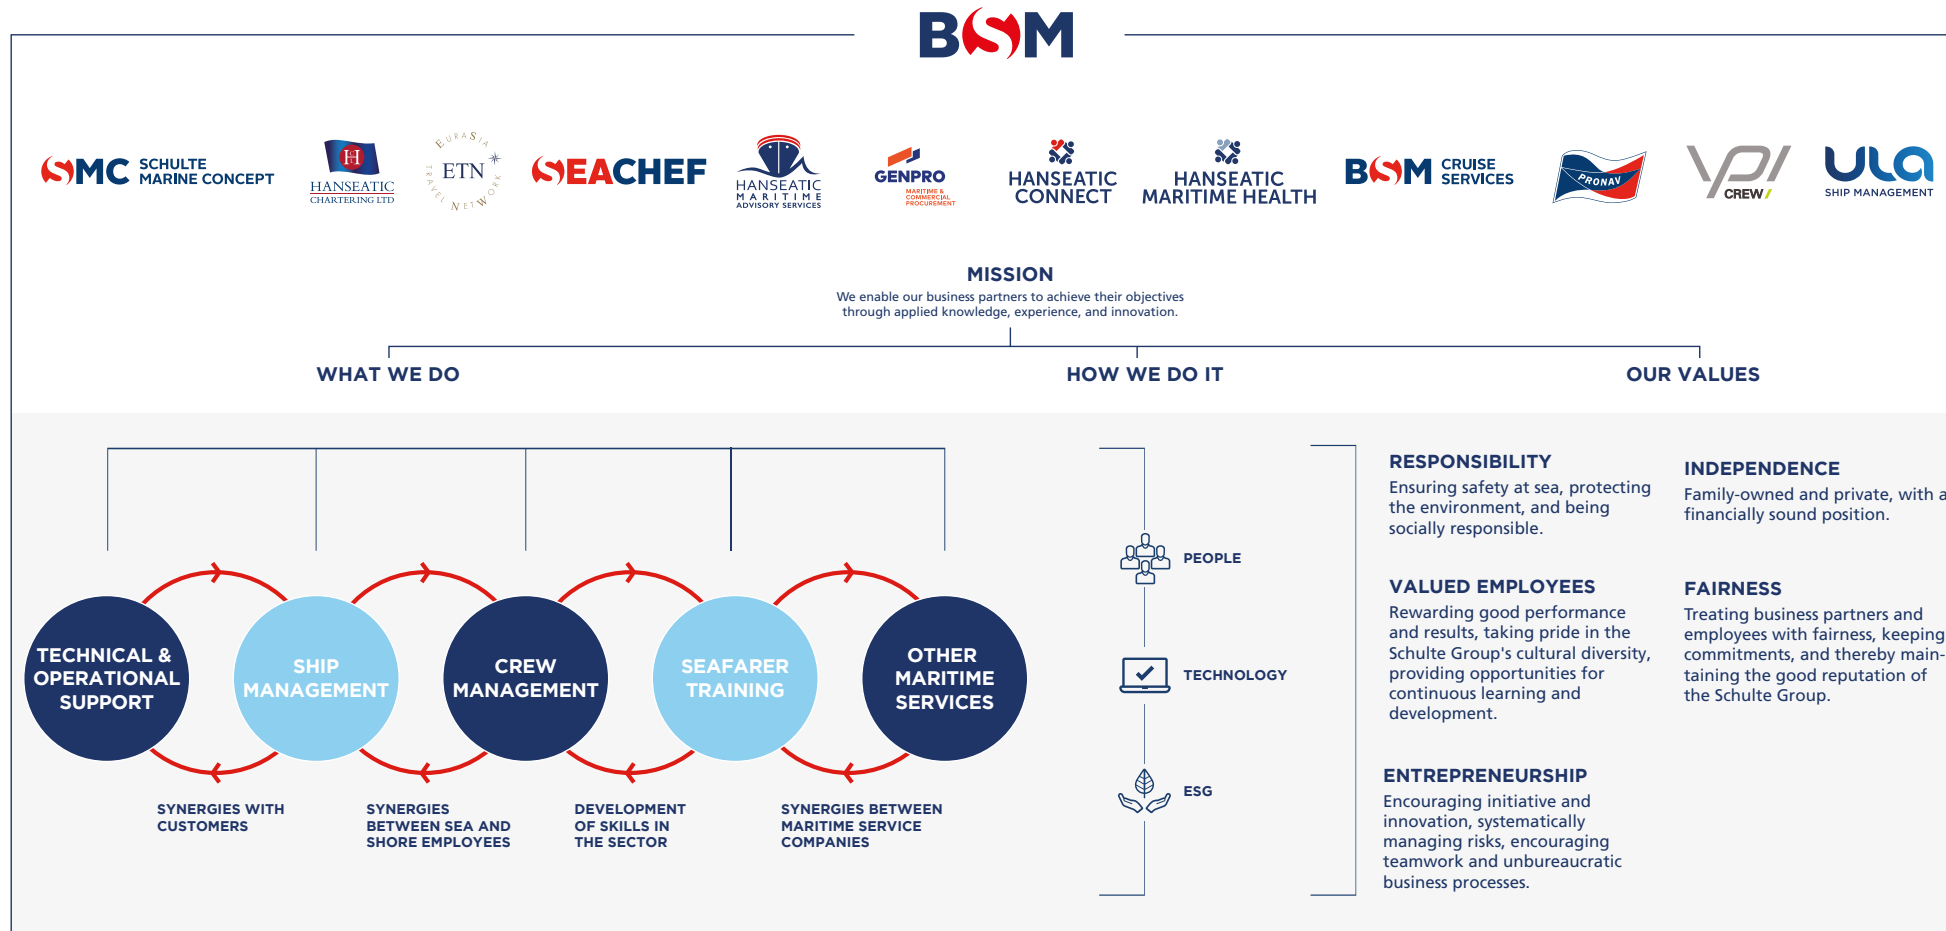 BSM
SMC SCHULTE
MARINE CONCEPT
H
HANSEATIC
CHARTERING LTD
EURASIA
TRAVEL NETWORK
ETN
SEACHEF
HANSEATIC
MARITIME
ADVISORY SERVICES
GENPRO
MARITIME &
COMMERCIAL
PROCUREMENT
HANSEATIC
CONNECT
HANSEATIC
MARITIME HEALTH
BSM CRUISE
SERVICES
PRONAV
YPI
CREW/
ULA
SHIP MANAGEMENT
MISSION
We enable our business partners to achieve their objectives
through applied knowledge, experience, and innovation.
WHAT WE DO
HOW WE DO IT
OUR VALUES
TECHNICAL &
OPERATIONAL
SUPPORT
SHIP
MANAGEMENT
CREW
MANAGEMENT
SEAFARER
TRAINING
OTHER
MARITIME
SERVICES
SYNERGIES WITH
CUSTOMERS
SYNERGIES
BETWEEN SEA AND
SHORE EMPLOYEES
DEVELOPMENT
OF SKILLS IN
THE SECTOR
SYNERGIES BETWEEN
MARITIME SERVICE
COMPANIES
PEOPLE
TECHNOLOGY
ESG
RESPONSIBILITY
Ensuring safety at sea, protecting
the environment, and being
socially responsible.
VALUED EMPLOYEES
Rewarding good performance
and results, taking pride in the
Schulte Group's cultural diversity,
providing opportunities for
continuous learning and
development.
ENTREPRENEURSHIP
Encouraging initiative and
innovation, systematically
managing risks, encouraging
teamwork and unbureaucratic
business processes.
INDEPENDENCE
Family-owned and private, with a
financially sound position.
FAIRNESS
Treating business partners and
employees with fairness, keeping
commitments, and thereby main-
taining the good reputation of
the Schulte Group.